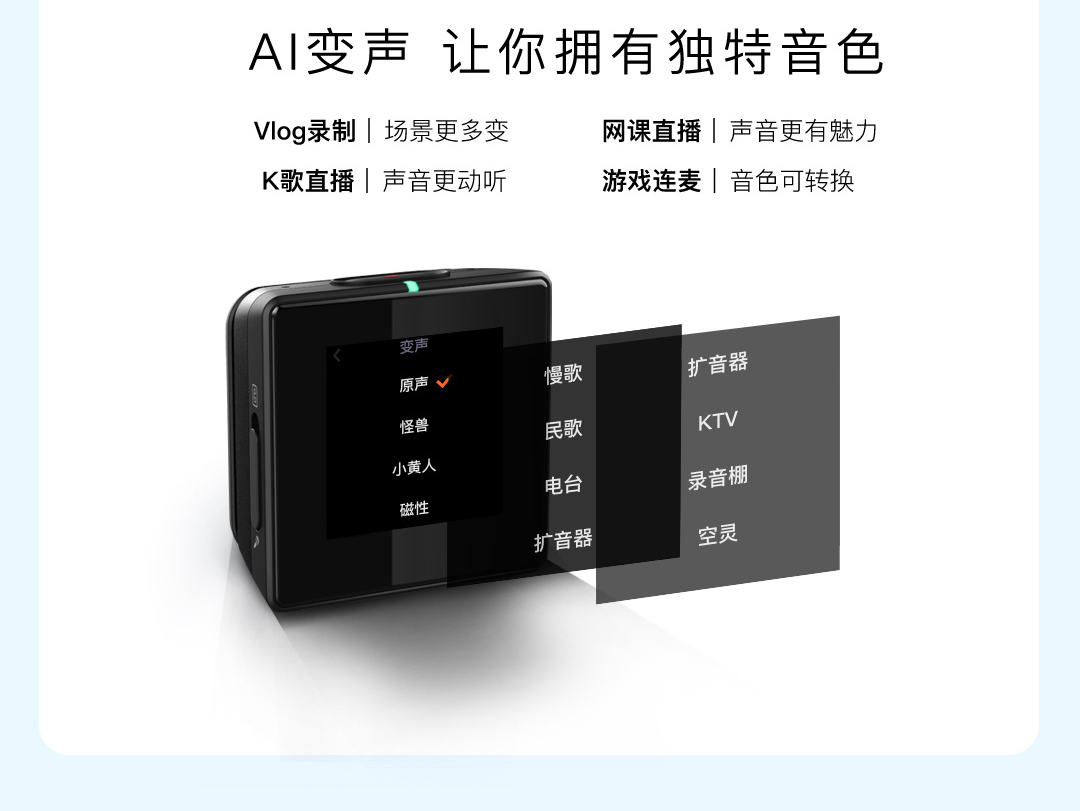 AI变声 让你拥有独特音色
Vlog录制｜场景更多变
网课直播｜声音更有魅力
K歌直播｜声音更动听
游戏连麦｜音色可转换
变声
原声
怪兽
小黄人
磁性
慢歌
民歌
电台
扩音器
扩音器
KTV
录音棚
空灵